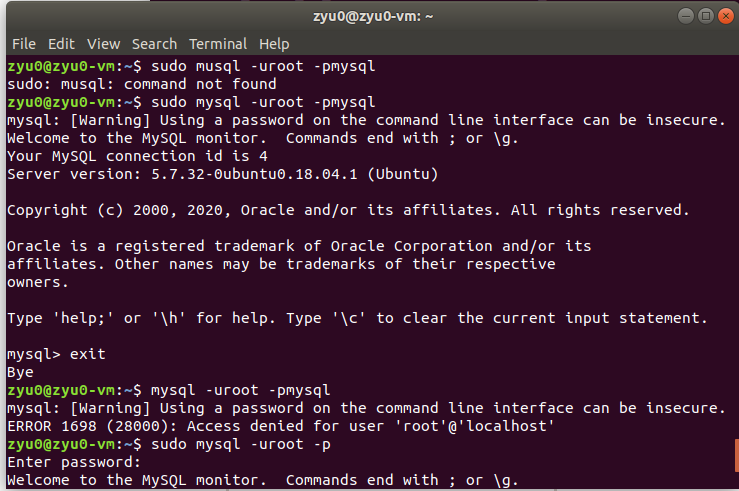 zyu0@zyu0-vm: ~
File Edit View Search Terminal Help
zyu0@zyu0-vm:~$ sudo musql -uroot -pmysql
sudo: musql: command not found
zyu0@zyu0-vm:~$ sudo mysql -uroot -pmysql
mysql: [Warning] Using a password on the command line interface can be insecure.
Welcome to the MySQL monitor.  Commands end with ; or \g.
Your MySQL connection id is 4
Server version: 5.7.32-0ubuntu0.18.04.1 (Ubuntu)
Copyright (c) 2000, 2020, Oracle and/or its affiliates. All rights reserved.
Oracle is a registered trademark of Oracle Corporation and/or its
affiliates. Other names may be trademarks of their respective
owners.
Type 'help;' or '\h' for help. Type '\c' to clear the current input statement.
mysql> exit
Bye
zyu0@zyu0-vm:~$ mysql -uroot -pmysql
mysql: [Warning] Using a password on the command line interface can be insecure.
ERROR 1698 (28000): Access denied for user 'root'@'localhost'
zyu0@zyu0-vm:~$ sudo mysql -uroot -p
Enter password:
Welcome to the MySQL monitor.  Commands end with ; or \g.